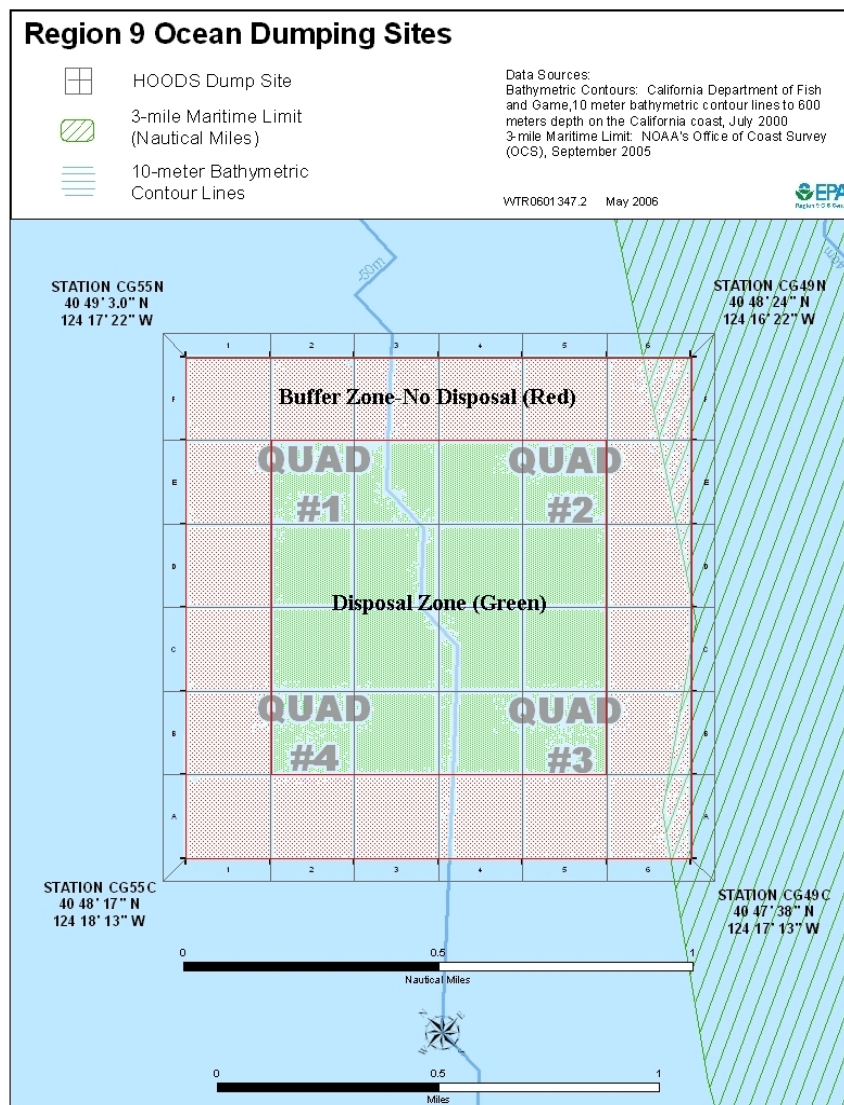 Region 9 Ocean Dumping Sites
HOODS Dump Site
3-mile Maritime Limit
(Nautical Miles)
10-meter Bathymetric
Contour Lines
Data Sources:
Bathymetric Contours: California Department of Fish
and Game,10 meter bathymetric contour lines to 600
meters depth on the California coast, July 2000
3-mile Maritime Limit: NOAA's Office of Coast Survey
(OCS), September 2005
WTR0601347.2 May 2006
EPA
-50m
-40m
STATION CG55N
40 49' 3.0" N
124 17' 22" W
STATION CG49N
40 48' 24" N
124 16' 22" W
1 2 3 4 5 6
F F
Buffer Zone-No Disposal (Red)
QUAD
#1
QUAD
#2
E E
D D
Disposal Zone (Green)
C C
QUAD
#4
QUAD
#3
B B
A A
1 2 3 4 5 6
STATION CG55C
40 48' 17" N
124 18' 13" W
STATION CG49C
40 47' 38" N
124 17' 13" W
0 0.5 1
Nautical Miles
N E
W S
0 0.5 1
Miles